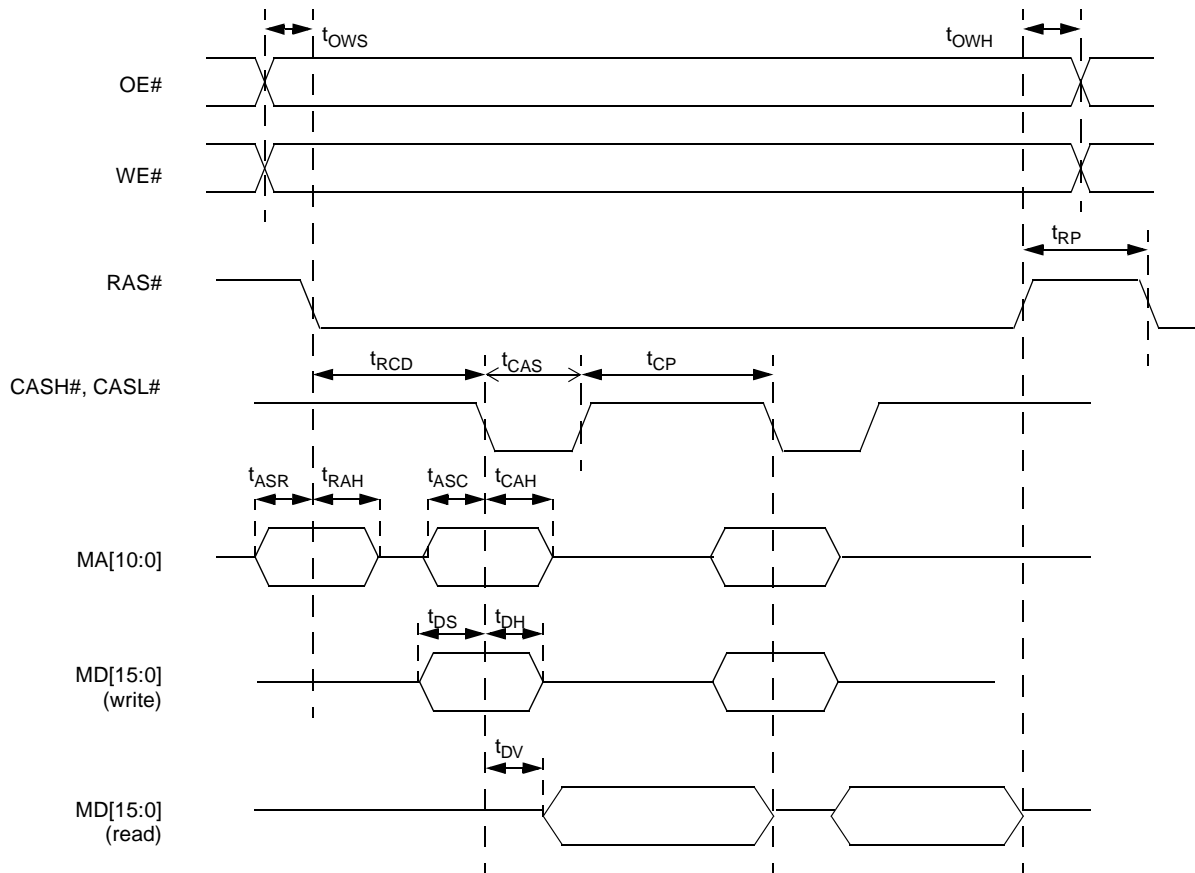 tOWS
tOWH
OE#
WE#
tRP
RAS#
tRCD
tCAS
tCP
CASH#, CASL#
tASR
tRAH
tASC
tCAH
MA[10:0]
tDS
tDH
MD[15:0]
(write)
tDV
MD[15:0]
(read)